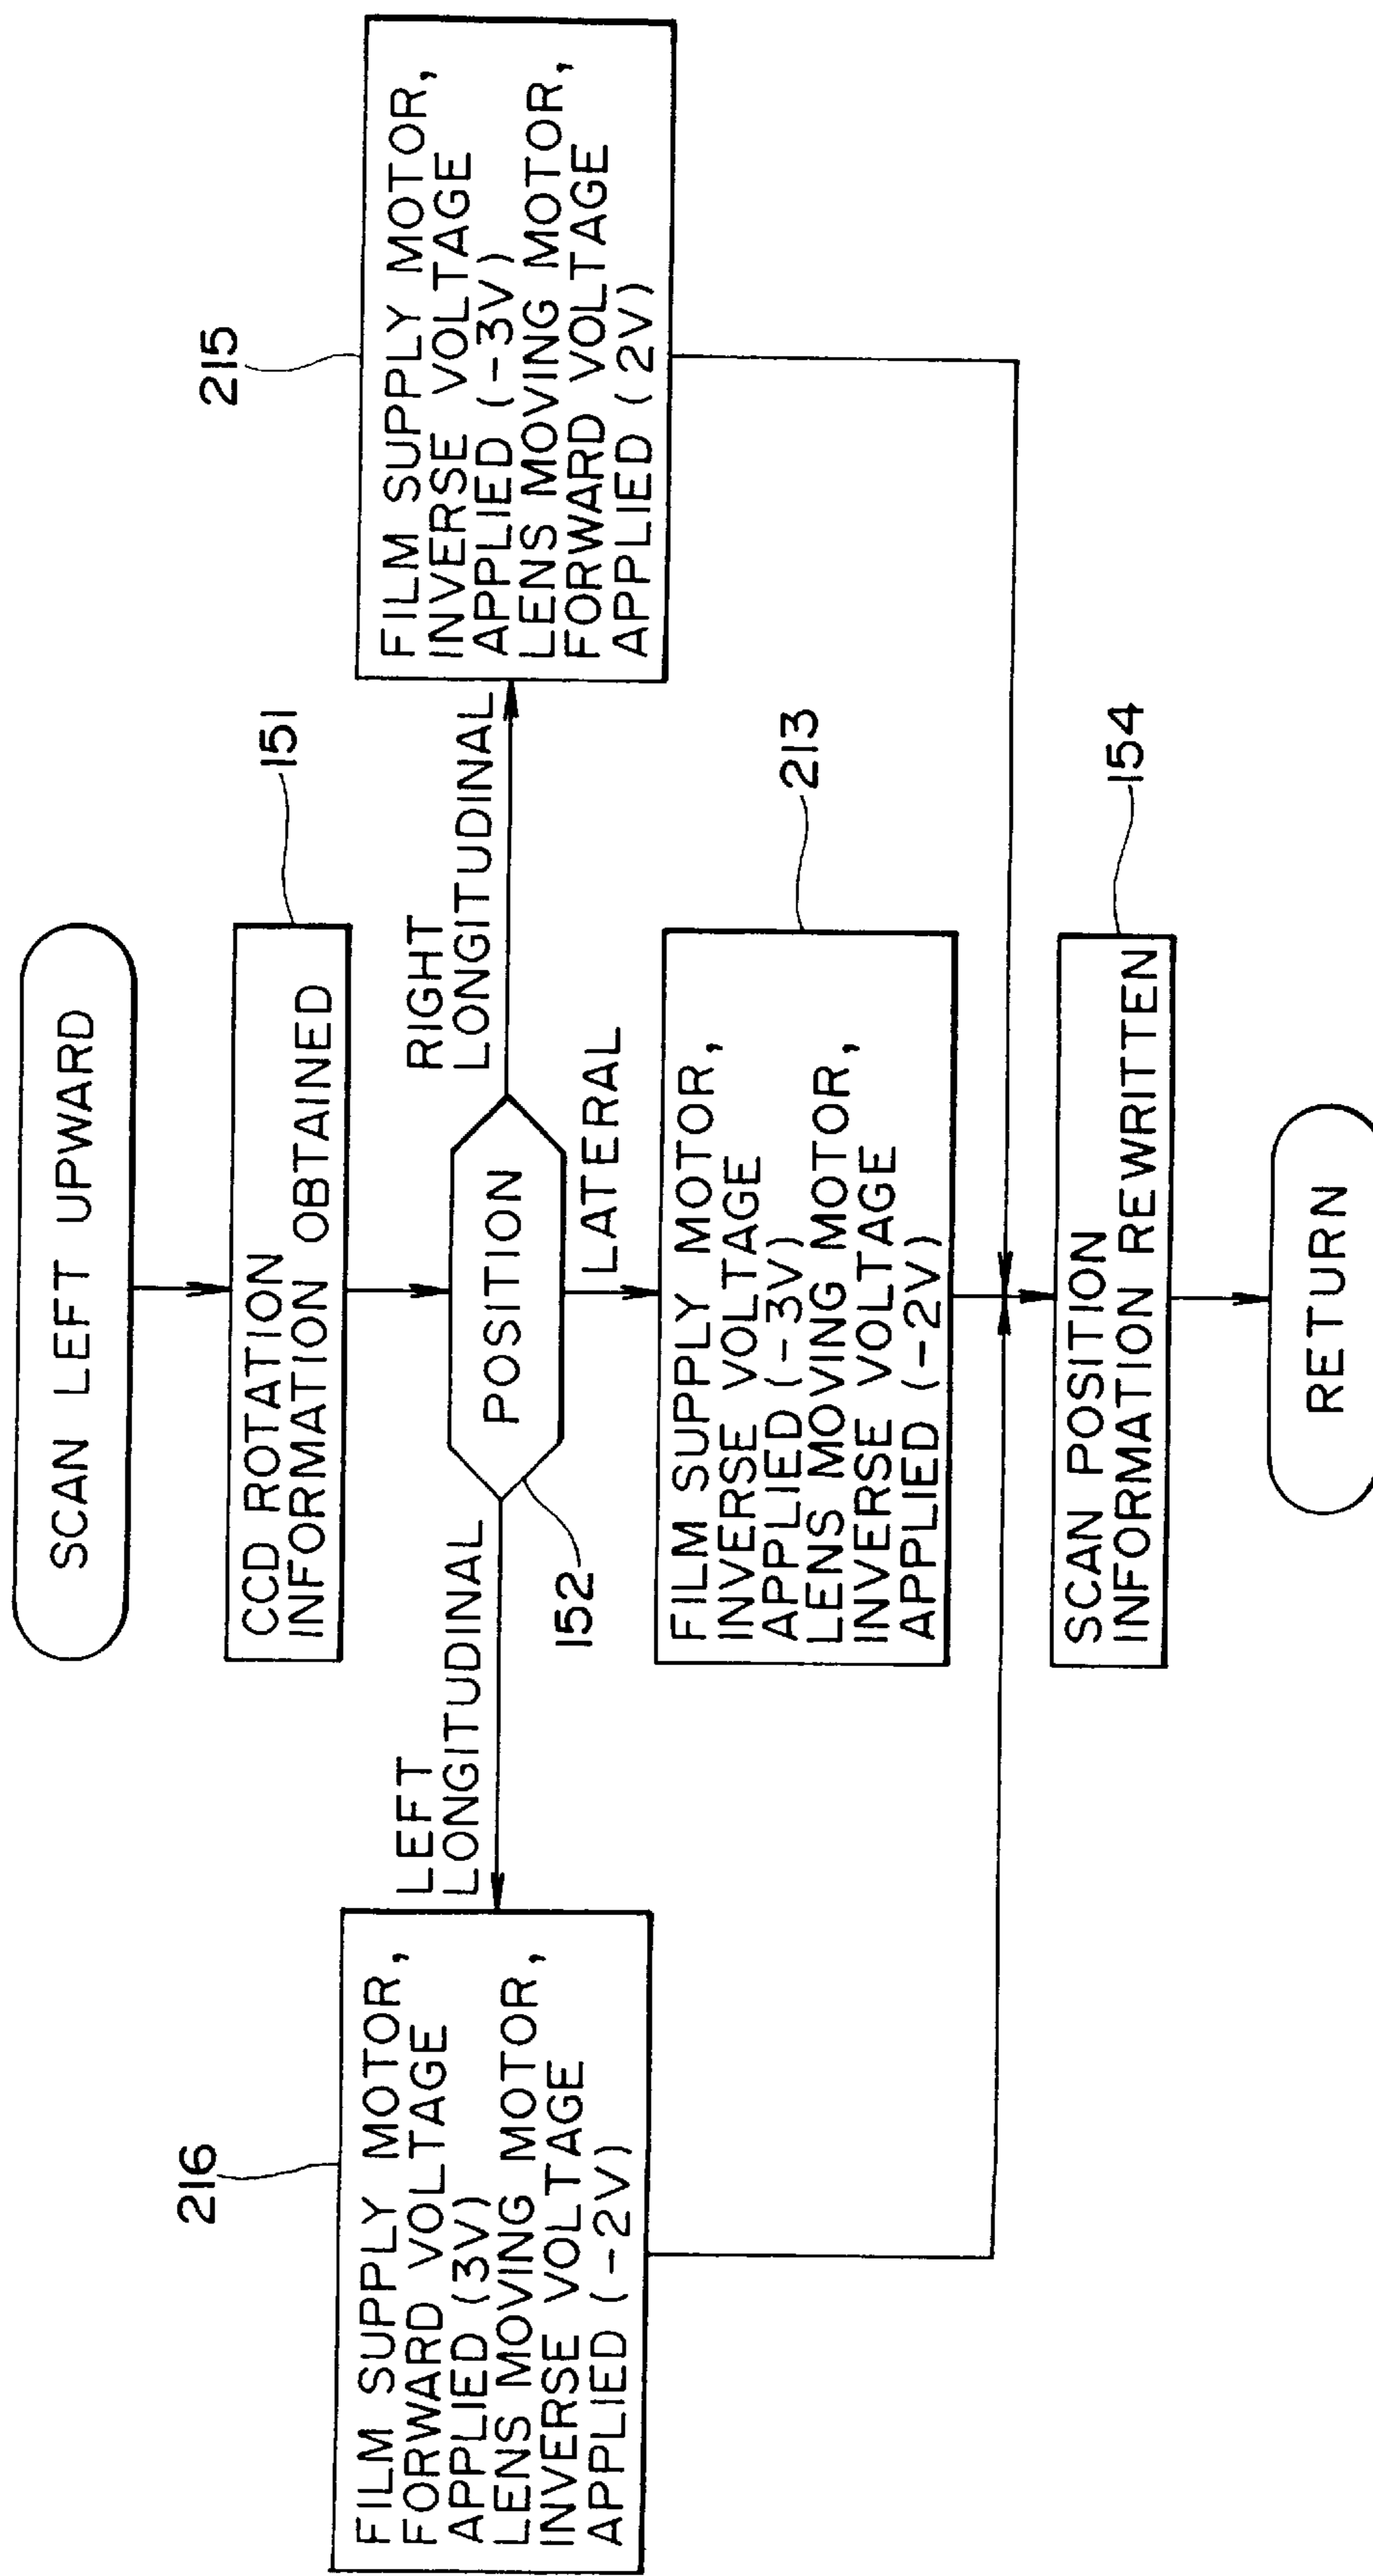 SCAN LEFT UPWARD
151
CCD ROTATION
INFORMATION OBTAINED
152
POSITION
LEFT
LONGITUDINAL
RIGHT
LONGITUDINAL
LATERAL
216
FILM SUPPLY MOTOR,
FORWARD VOLTAGE
APPLIED (3V)
LENS MOVING MOTOR,
INVERSE VOLTAGE
APPLIED (-2V)
213
FILM SUPPLY MOTOR,
INVERSE VOLTAGE
APPLIED (-3V)
LENS MOVING MOTOR,
INVERSE VOLTAGE
APPLIED (-2V)
215
FILM SUPPLY MOTOR,
INVERSE VOLTAGE
APPLIED (-3V)
LENS MOVING MOTOR,
FORWARD VOLTAGE
APPLIED (2V)
154
SCAN POSITION
INFORMATION REWRITTEN
RETURN